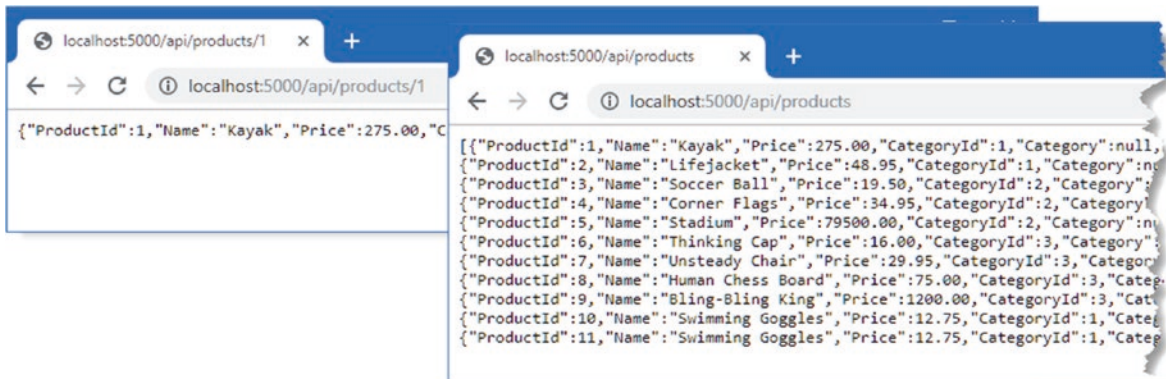 localhost:5000/api/products/1
localhost:5000/api/products/1
{"ProductId":1,"Name":"Kayak","Price":275.00,"C
localhost:5000/api/products
localhost:5000/api/products
[{"ProductId":1,"Name":"Kayak","Price":275.00,"CategoryId":1,"Category":null,
{"ProductId":2,"Name":"Lifejacket","Price":48.95,"CategoryId":1,"Category":nu
{"ProductId":3,"Name":"Soccer Ball","Price":19.50,"CategoryId":2,"Category":
{"ProductId":4,"Name":"Corner Flags","Price":34.95,"CategoryId":2,"Category"
{"ProductId":5,"Name":"Stadium","Price":79500.00,"CategoryId":2,"Category":nu
{"ProductId":6,"Name":"Thinking Cap","Price":16.00,"CategoryId":3,"Category":
{"ProductId":7,"Name":"Unsteady Chair","Price":29.95,"CategoryId":3,"Category
{"ProductId":8,"Name":"Human Chess Board","Price":75.00,"CategoryId":3,"Categ
{"ProductId":9,"Name":"Bling-Bling King","Price":1200.00,"CategoryId":3,"Cat
{"ProductId":10,"Name":"Swimming Goggles","Price":12.75,"CategoryId":1,"Categ
{"ProductId":11,"Name":"Swimming Goggles","Price":12.75,"CategoryId":1,"Categ